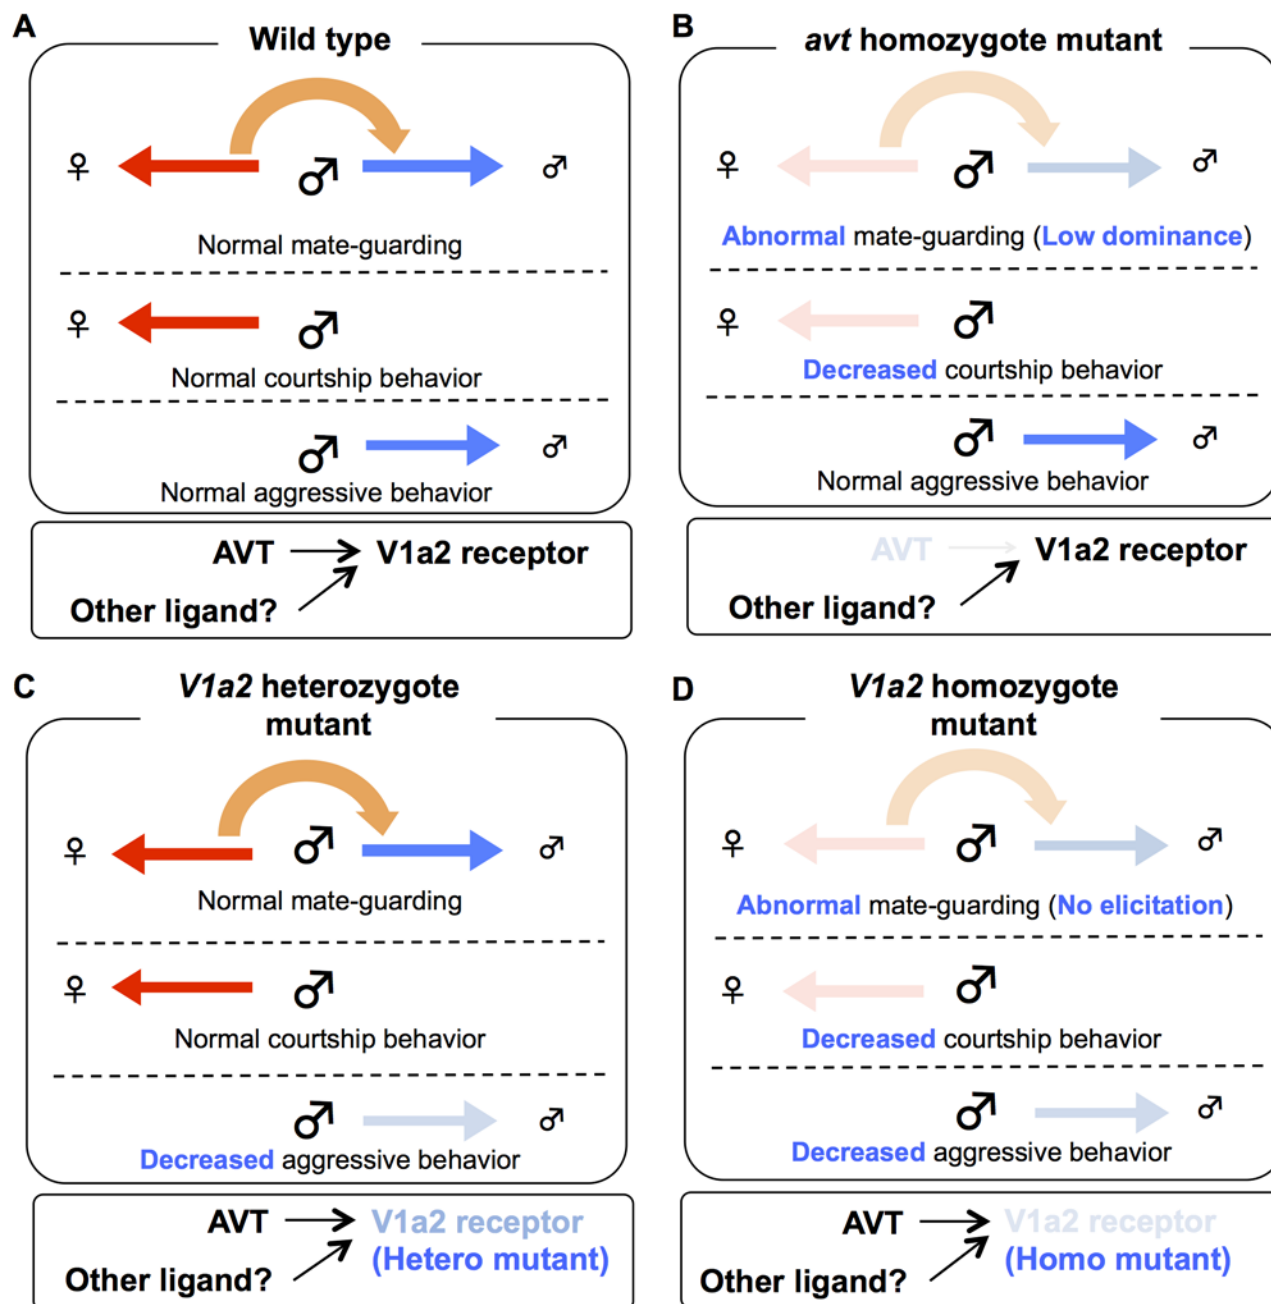 A
Wild type
♀ ♂ ♂
Normal mate-guarding
♀ ♂
Normal courtship behavior
♂ ♂
Normal aggressive behavior
AVT
V1a2 receptor
Other ligand?
B
avt homozygote mutant
♀ ♂ ♂
Abnormal mate-guarding (Low dominance)
♀ ♂
Decreased courtship behavior
♂ ♂
Normal aggressive behavior
AVT
V1a2 receptor
Other ligand?
C
V1a2 heterozygote
mutant
♀ ♂ ♂
Normal mate-guarding
♀ ♂
Normal courtship behavior
♂ ♂
Decreased aggressive behavior
AVT
V1a2 receptor
(Hetero mutant)
Other ligand?
D
V1a2 homozygote
mutant
♀ ♂ ♂
Abnormal mate-guarding (No elicitation)
♀ ♂
Decreased courtship behavior
♂ ♂
Decreased aggressive behavior
AVT
V1a2 receptor
(Homo mutant)
Other ligand?